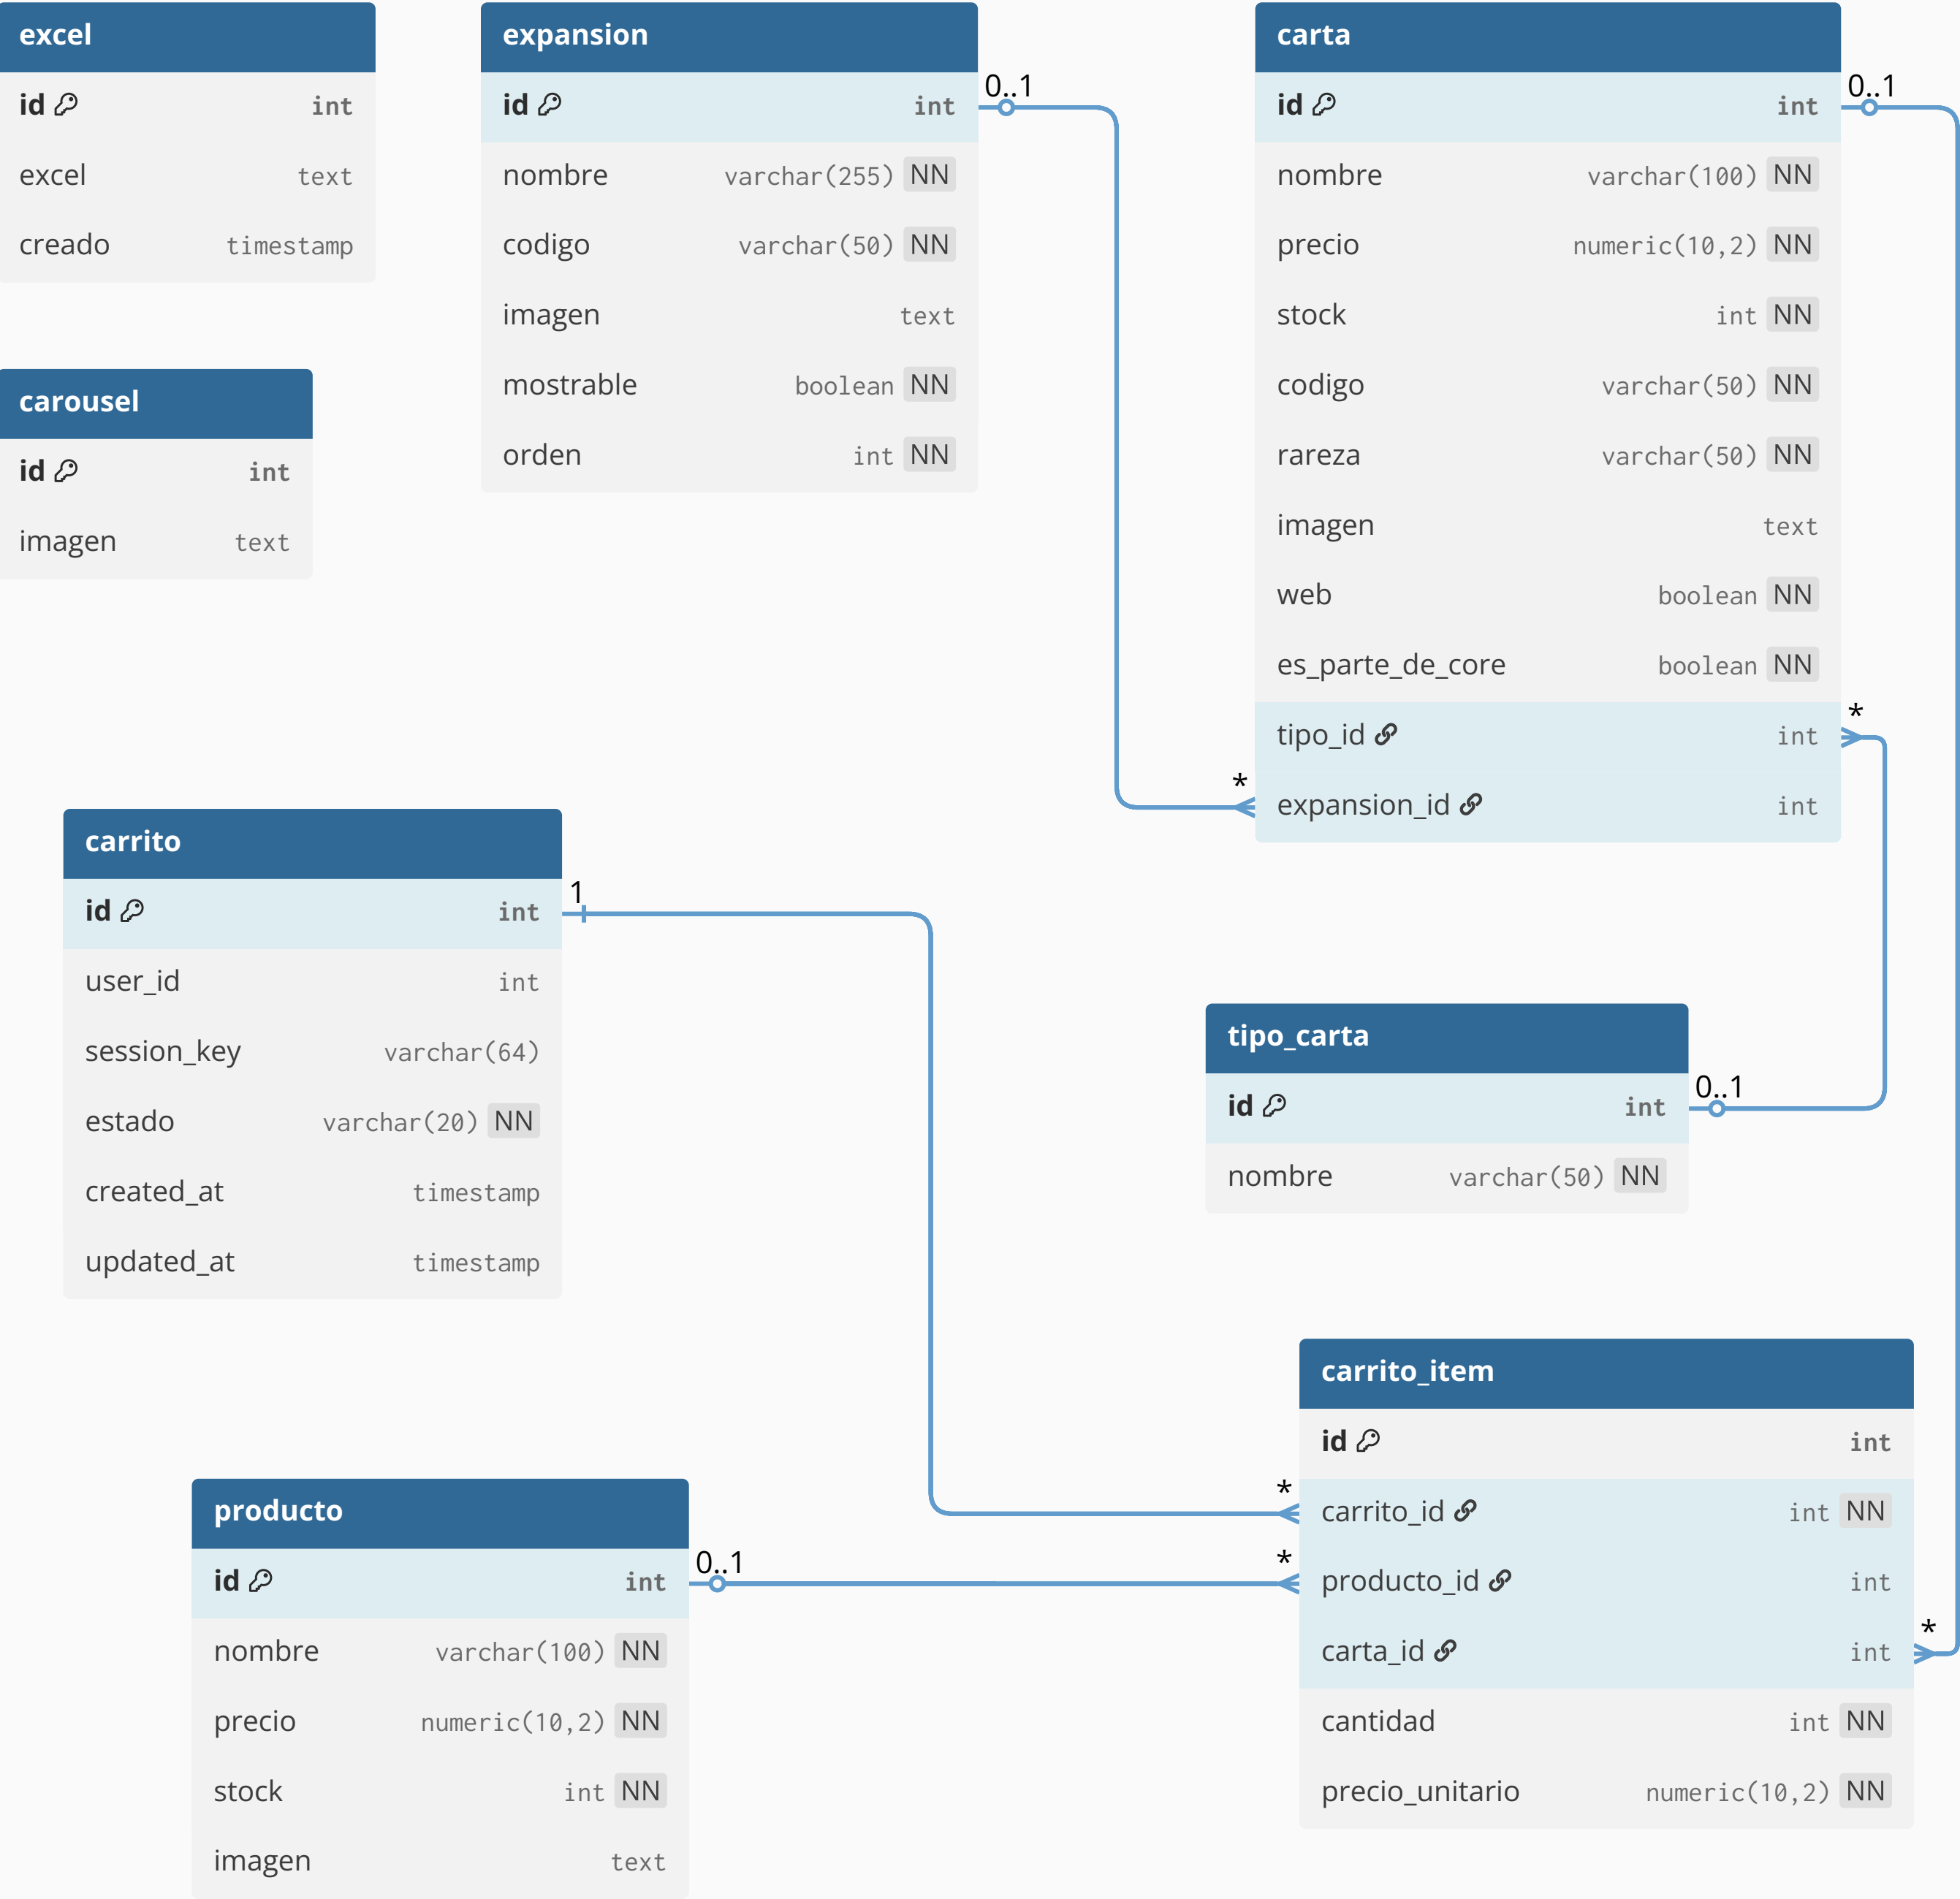 excel
id int
excel text
creado timestamp
carousel
id int
imagen text
expansion
id int
nombre varchar(255) NN
codigo varchar(50) NN
imagen text
mostrable boolean NN
orden int NN
0..1
*
carta
id int
nombre varchar(100) NN
precio numeric(10,2) NN
stock int NN
codigo varchar(50) NN
rareza varchar(50) NN
imagen text
web boolean NN
es_parte_de_core boolean NN
tipo_id int
expansion_id int
0..1
*
carrito
id int
user_id int
session_key varchar(64)
estado varchar(20) NN
created_at timestamp
updated_at timestamp
1
tipo_carta
id int
nombre varchar(50) NN
0..1
producto
id int
nombre varchar(100) NN
precio numeric(10,2) NN
stock int NN
imagen text
0..1
*
*
carrito_item
id int
carrito_id int NN
producto_id int
carta_id int
cantidad int NN
precio_unitario numeric(10,2) NN
*